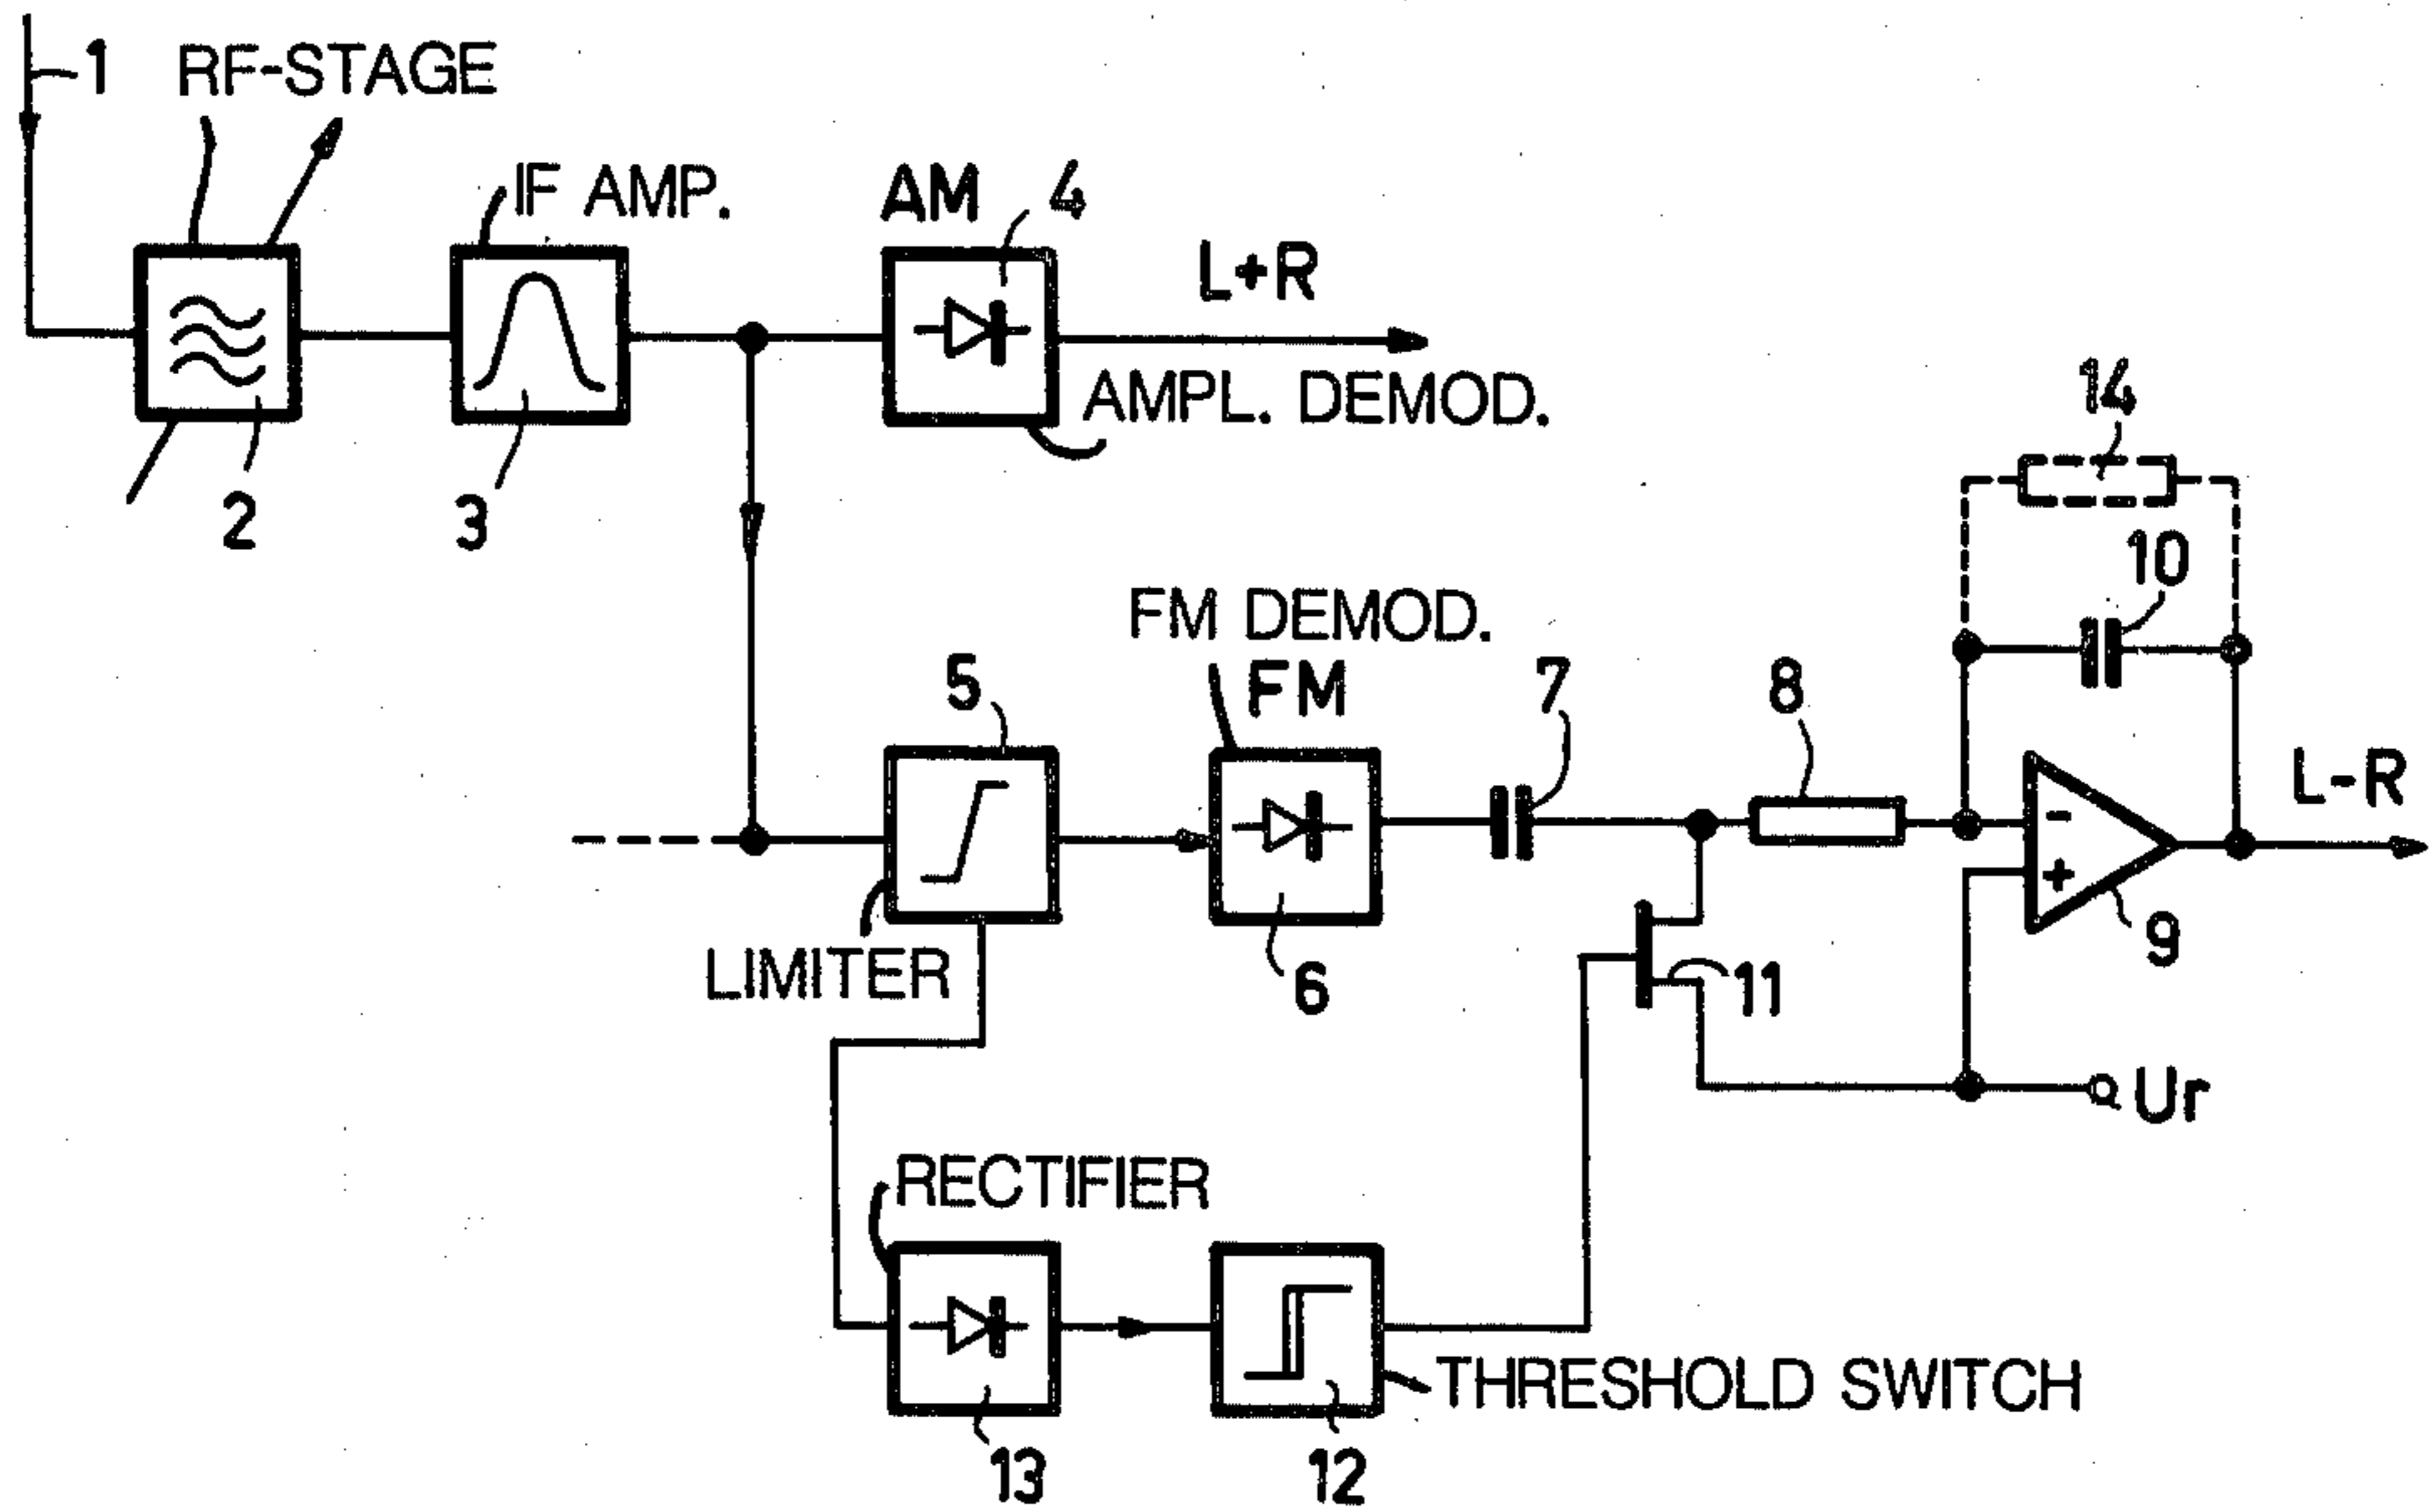 1 RF-STAGE
IF AMP.
AM 4
L+R
AMPL. DEMOD.
2
3
14
10
FM DEMOD.
FM
5
7
8
L-R
-
+
9
LIMITER
6
11
Ur
RECTIFIER
THRESHOLD SWITCH
13
12